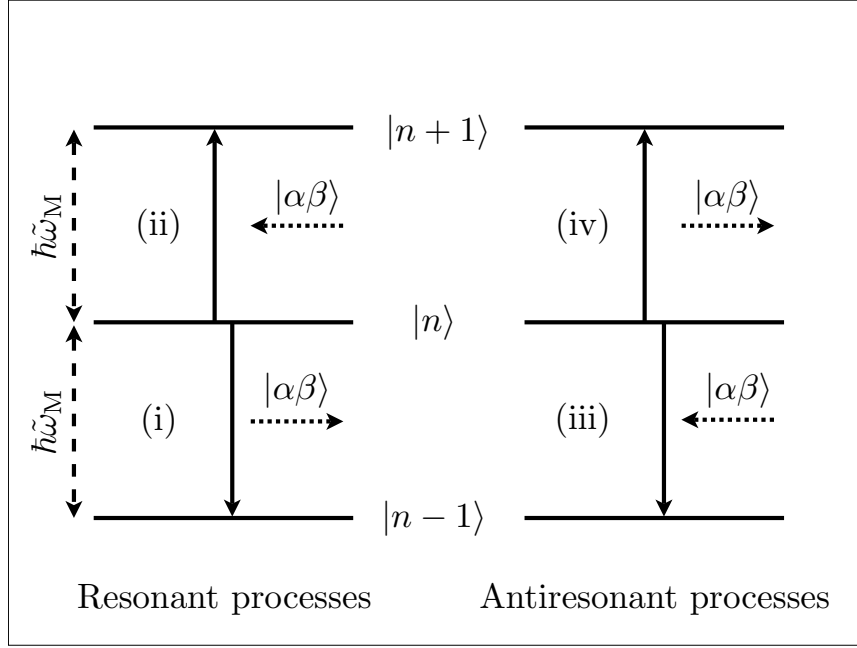 |n + 1⟩
|αβ⟩
|αβ⟩
(ii)
(iv)
ħω̃_M
|n⟩
|αβ⟩
|αβ⟩
(i)
(iii)
ħω̃_M
|n − 1⟩
Resonant processes
Antiresonant processes